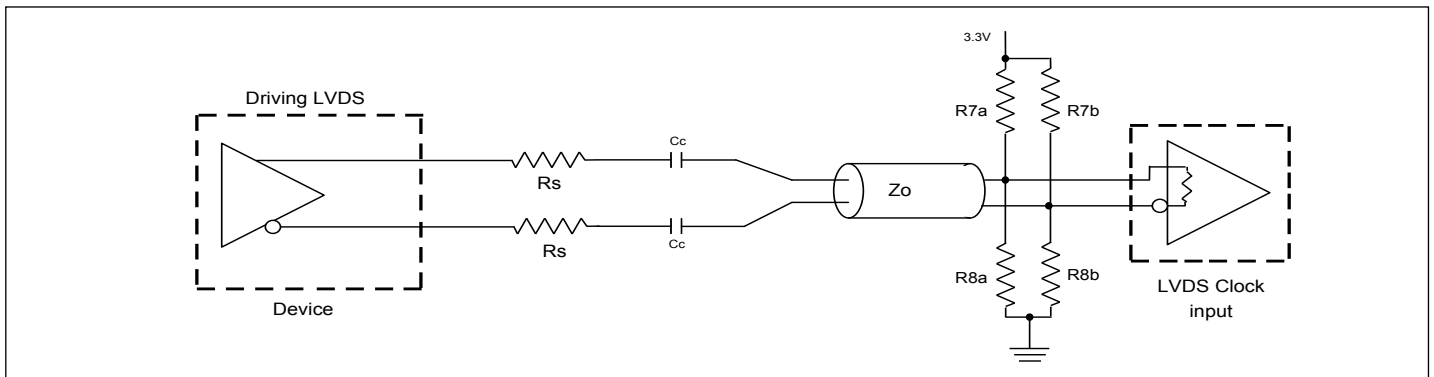 3.3V
Driving LVDS
R7a
R7b
Cc
Rs
Zo
Cc
Rs
R8a
R8b
LVDS Clock
input
Device